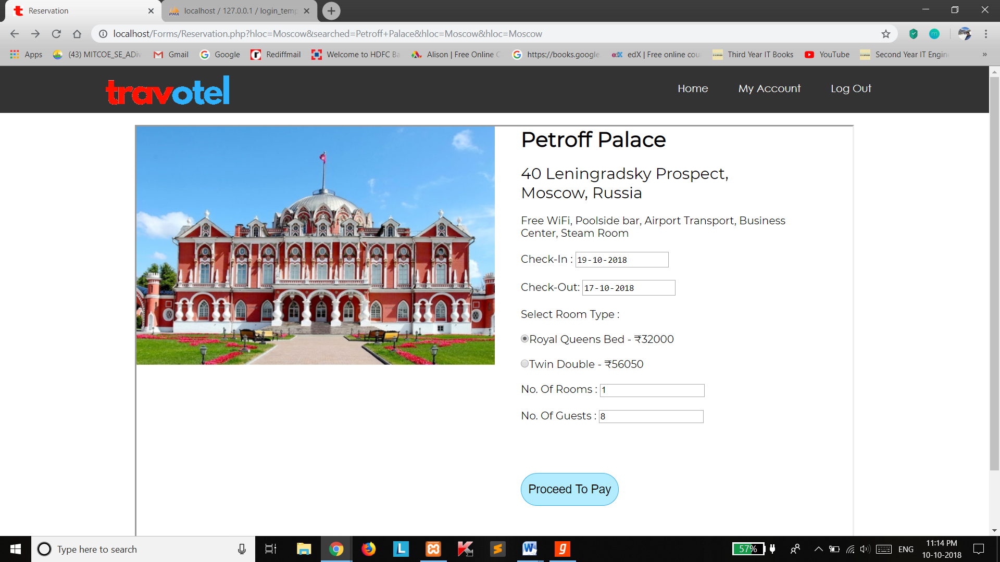 Reservation
localhost / 127.0.0.1 / login_temp
localhost/Forms/Reservation.php?hloc=Moscow&searched=Petroff+Palace&hloc=Moscow&hloc=Moscow
Apps
(43) MITCOE_SE_ADiv
Gmail
Google
Rediffmail
Welcome to HDFC Ba
Alison | Free Online C
https://books.google.
edX | Free online cou
Third Year IT Books
YouTube
Second Year IT Engine
»
travotel
Home
My Account
Log Out
Petroff Palace
40 Leningradsky Prospect,
Moscow, Russia
Free WiFi, Poolside bar, Airport Transport, Business
Center, Steam Room
Check-In : 19-10-2018
Check-Out: 17-10-2018
Select Room Type :
Royal Queens Bed - ₹32000
Twin Double - ₹56050
No. Of Rooms : 1
No. Of Guests : 8
Proceed To Pay
Type here to search
57%
ENG
11:14 PM
10-10-2018